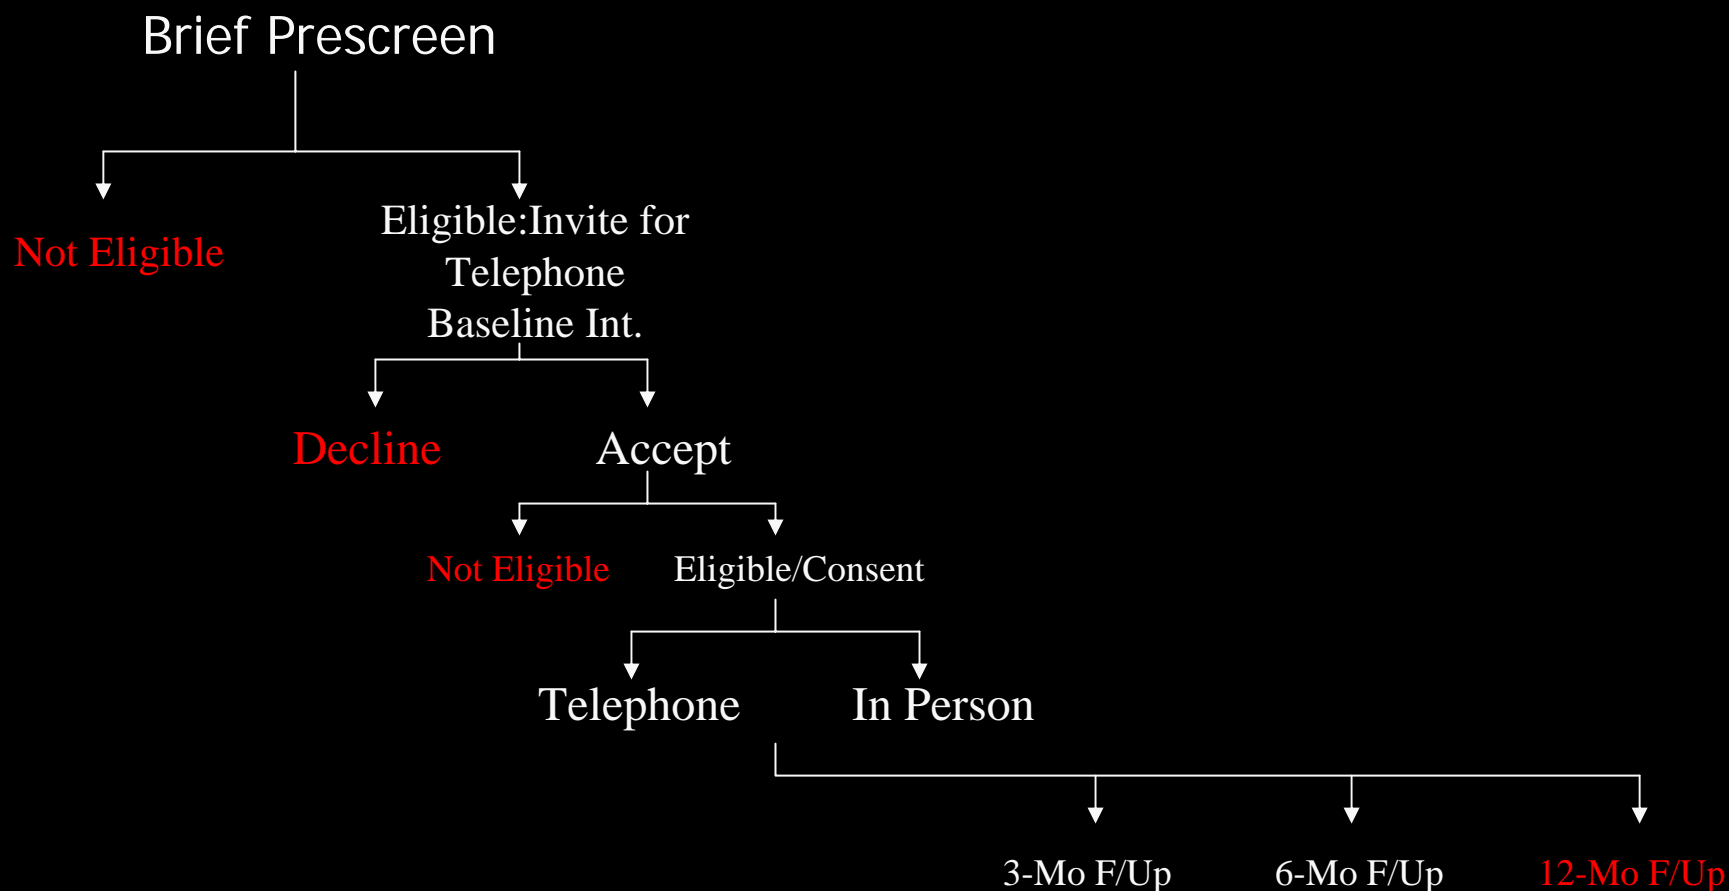 Brief Prescreen
Not Eligible
Eligible:Invite for
Telephone
Baseline Int.
Decline
Accept
Not Eligible
Eligible/Consent
Telephone
In Person
3-Mo F/Up
6-Mo F/Up
12-Mo F/Up